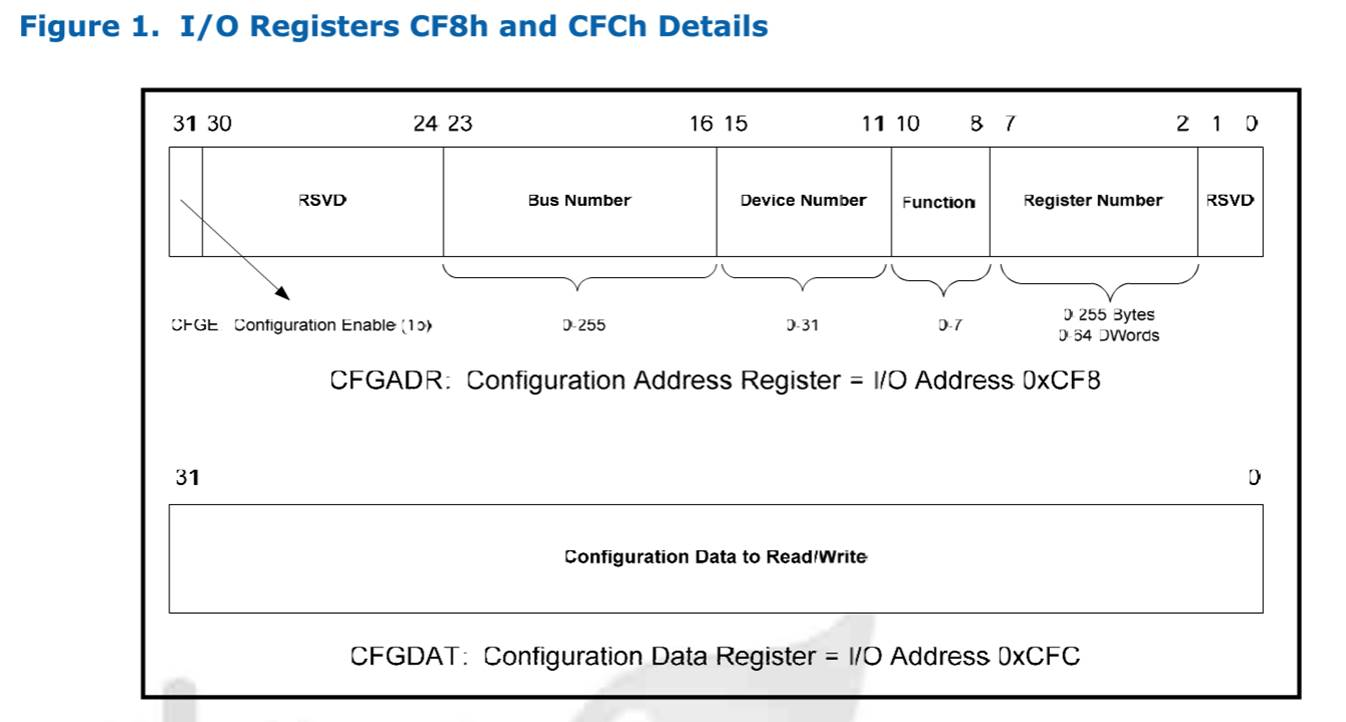 Figure 1. I/O Registers CF8h and CFCh Details
31 30 24 23 16 15 11 10 8 7 2 1 0
RSVD Bus Number Device Number Function Register Number RSVD
CFGE Configuration Enable (1b) 0-255 0-31 0-7 0-255 Bytes
0-64 DWords
CFGADR: Configuration Address Register = I/O Address 0xCF8
31 0
Configuration Data to Read/Write
CFGDAT: Configuration Data Register = I/O Address 0xCFC